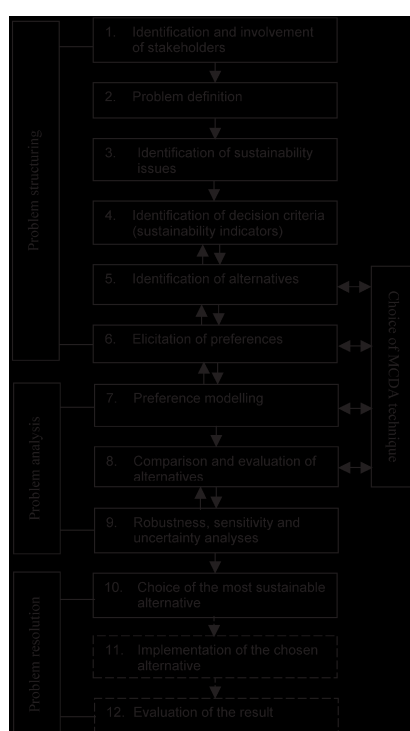 1. Identification and involvement
of stakeholders
2. Problem definition
3. Identification of sustainability
issues
4. Identification of decision criteria
(sustainability indicators)
5. Identification of alternatives
6. Elicitation of preferences
7. Preference modelling
8. Comparison and evaluation of
alternatives
9. Robustness, sensitivity and
uncertainty analyses
10. Choice of the most sustainable
alternative
11. Implementation of the chosen
alternative
12. Evaluation of the result
Problem structuring
Problem analysis
Problem resolution
Choice of MCDA technique